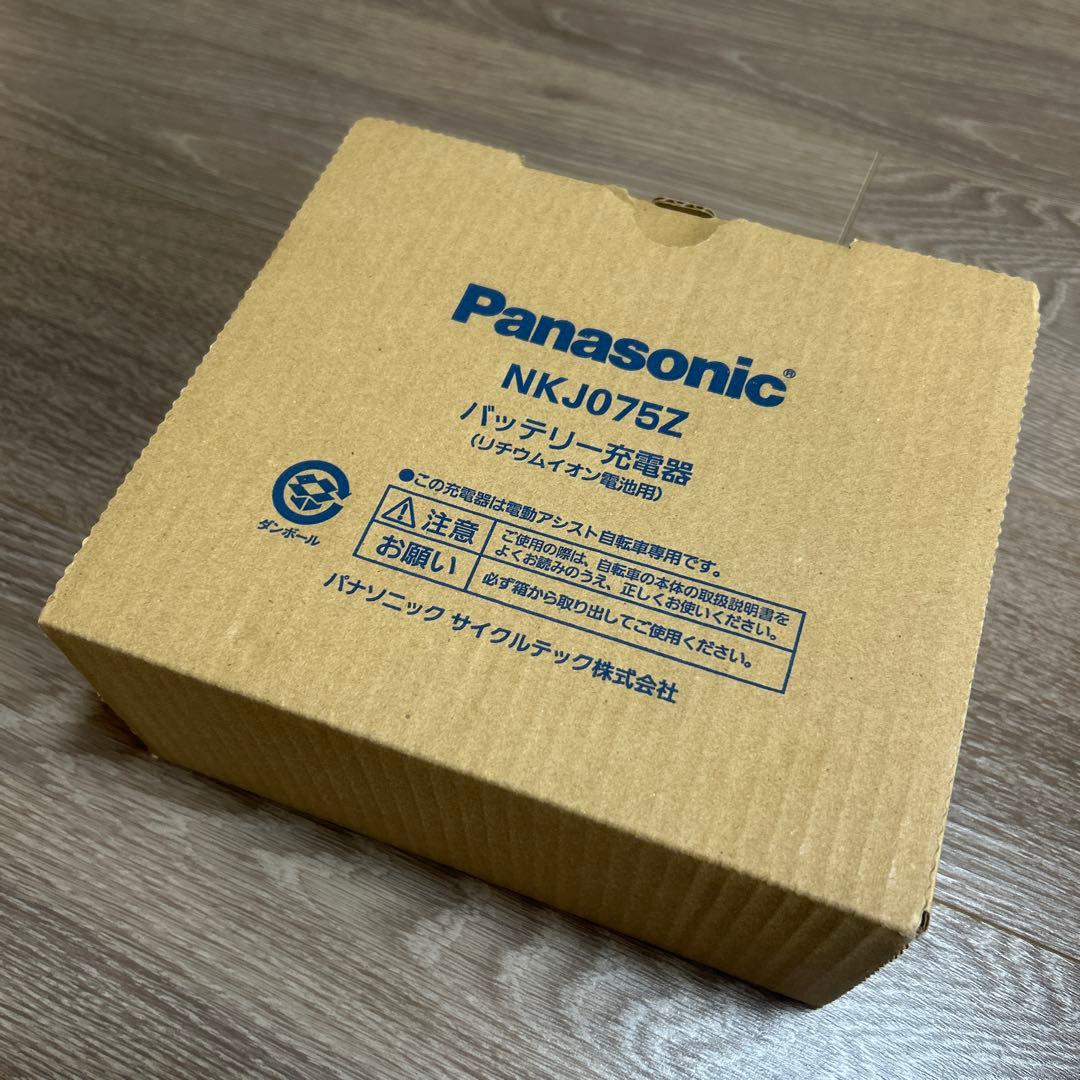 Panasonic®
NKJ075Z
バッテリー充電器
(リチウムイオン電池用)
●この充電器は電動アシスト自転車専用です。
注意
ご使用の際は、自転車の本体の取扱説明書を
よくお読みのうえ、正しくお使いください。
お願い
必ず箱から取り出してご使用ください。
パナソニック サイクルテック株式会社
ダンボール